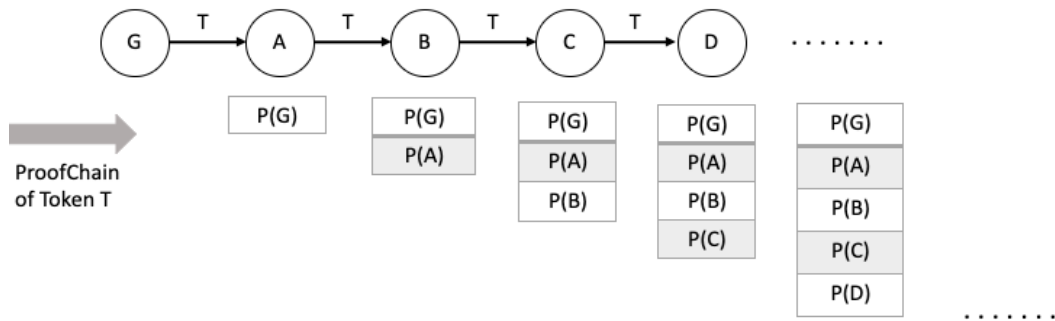 T T T T
G A B C D .......
P(G) P(G) P(G) P(G) P(G)
P(A) P(A) P(A) P(A)
P(B) P(B) P(B)
P(C) P(C)
P(D)
ProofChain
of Token T
.......